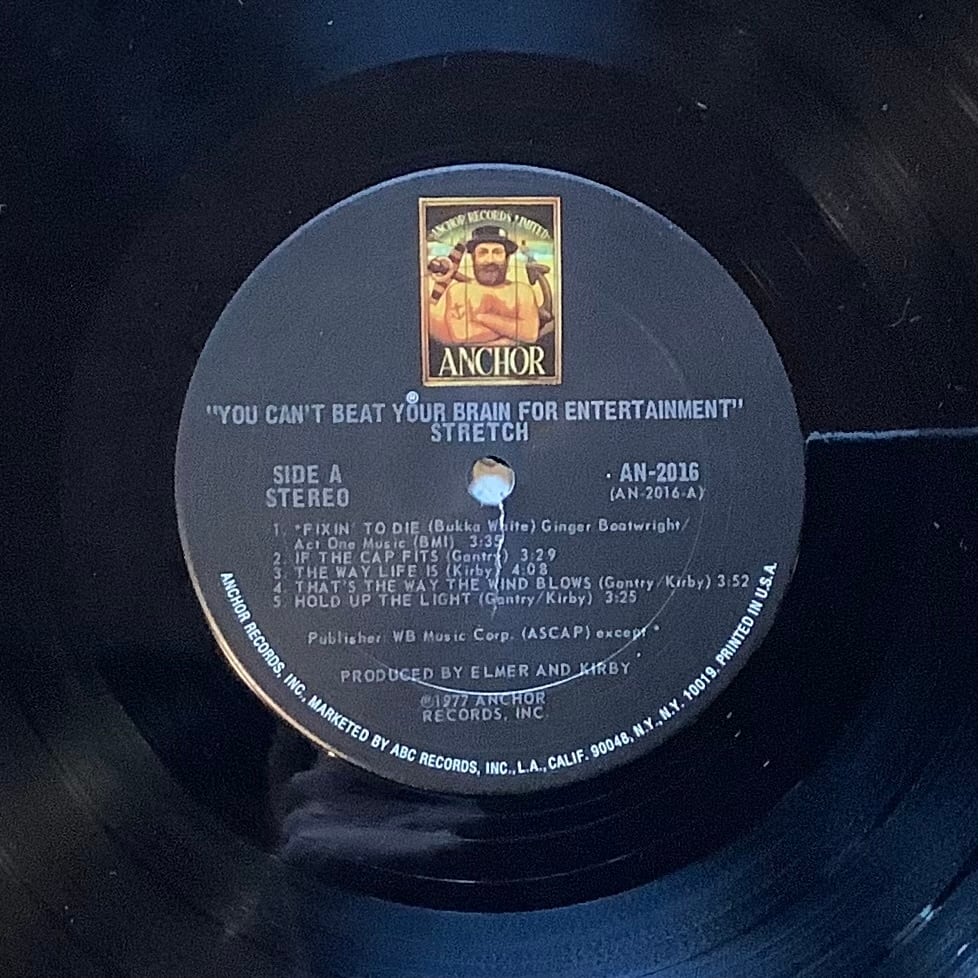 ANCHOR RECORDS LIMITED
ANCHOR
®
"YOU CAN'T BEAT YOUR BRAIN FOR ENTERTAINMENT"
STRETCH
SIDE A
STEREO
AN-2016
(AN-2016-A)
1. *FIXIN' TO DIE (Bukka White) Ginger Boatwright/
Act One Music (BMI) 3:35
2. IF THE CAP FITS (Gantry) 3:29
3. THE WAY LIFE IS (Kirby) 4:08
4. THAT'S THE WAY THE WIND BLOWS (Gantry/Kirby) 3:52
5. HOLD UP THE LIGHT (Gantry/Kirby) 3:25
Publisher: WB Music Corp. (ASCAP) except *
PRODUCED BY ELMER AND KIRBY
℗1977 ANCHOR
RECORDS, INC.
ANCHOR RECORDS, INC., MARKETED BY ABC RECORDS, INC., L.A., CALIF. 90048, N.Y., N.Y. 10019. PRINTED IN U.S.A.